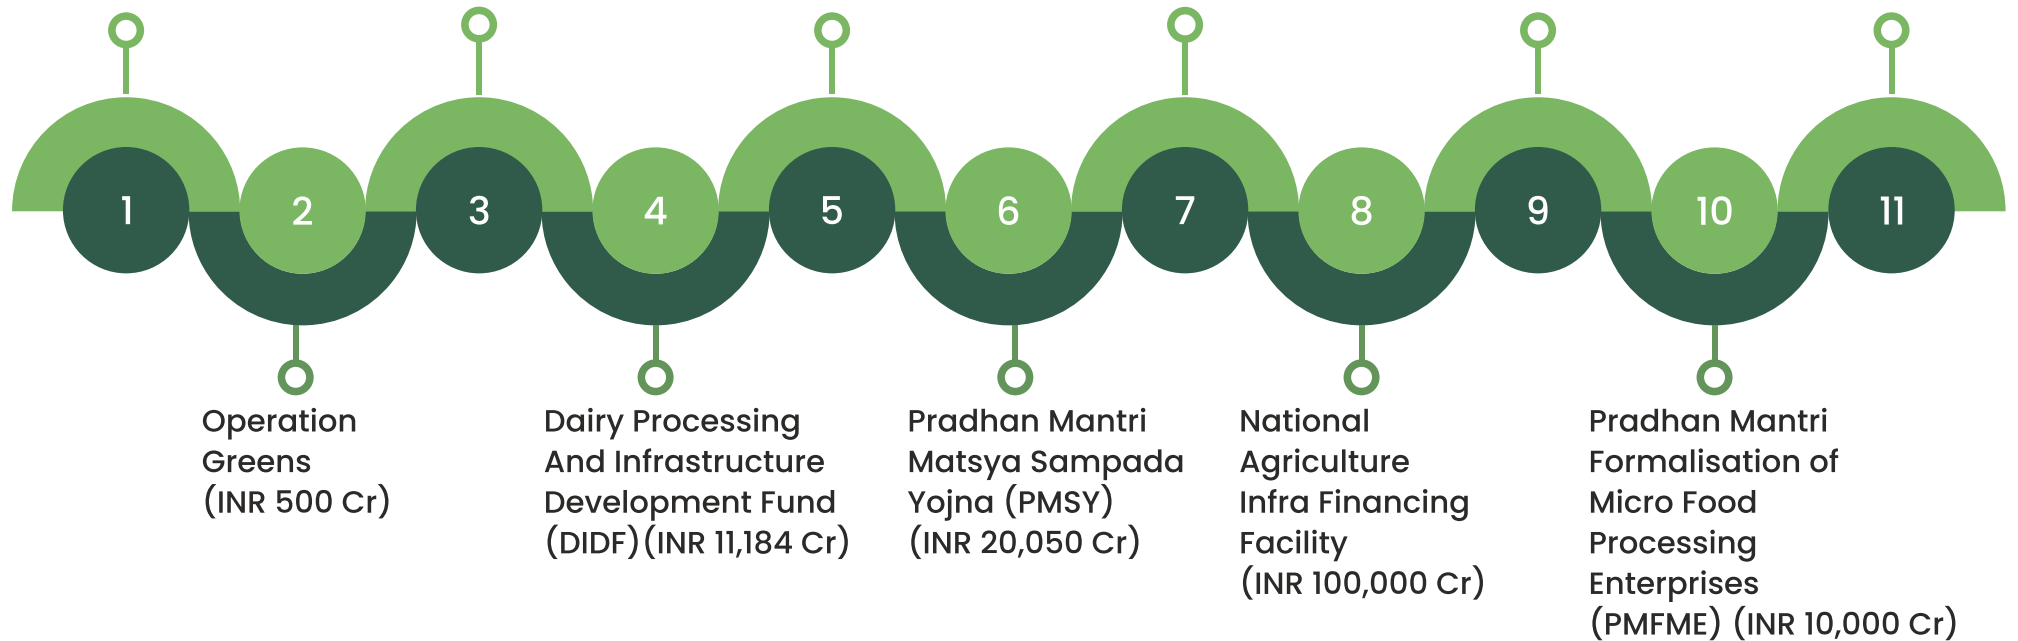 1
2
3
4
5
6
7
8
9
10
11
Operation
Greens
(INR 500 Cr)
Dairy Processing
And Infrastructure
Development Fund
(DIDF)(INR 11,184 Cr)
Pradhan Mantri
Matsya Sampada
Yojna (PMSY)
(INR 20,050 Cr)
National
Agriculture
Infra Financing
Facility
(INR 100,000 Cr)
Pradhan Mantri
Formalisation of
Micro Food
Processing
Enterprises
(PMFME) (INR 10,000 Cr)